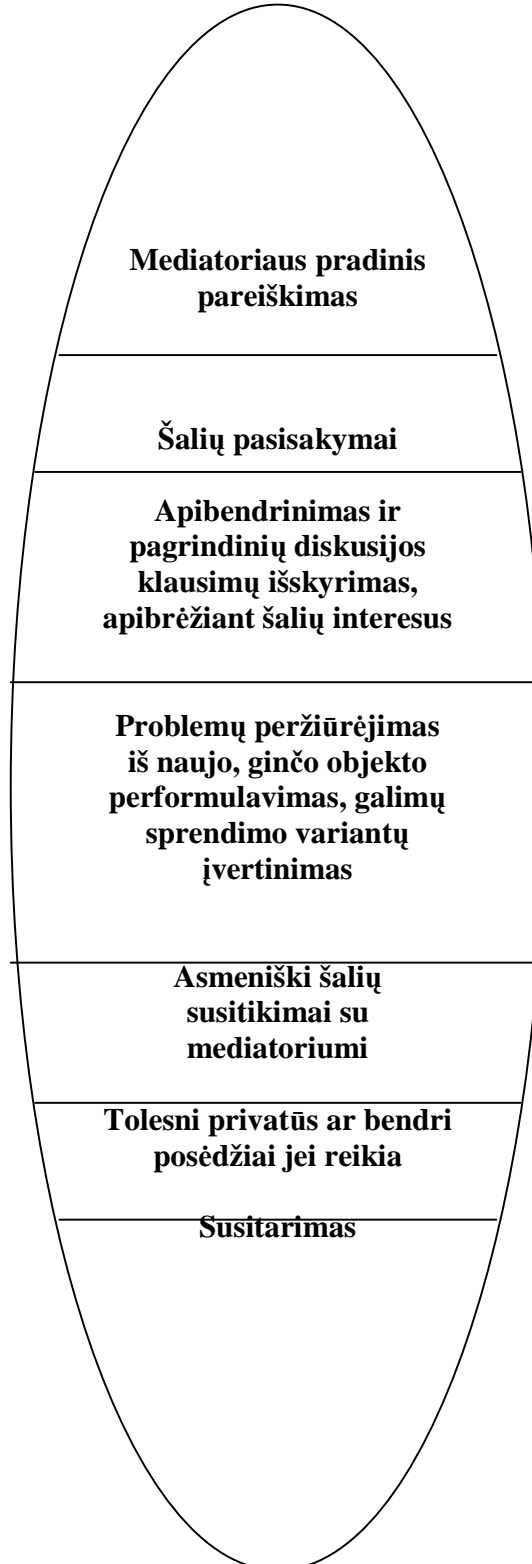 Mediatoriaus pradinis
pareiškimas
Šalių pasisakymai
Apibendrinimas ir
pagrindinių diskusijos
klausimų išskyrimas,
apibrėžiant šalių interesus
Problemų peržiūrėjimas
iš naujo, ginčo objekto
performulavimas, galimų
sprendimo variantų
įvertinimas
Asmeniški šalių
susitikimai su
mediatoriumi
Tolesni privatūs ar bendri
posėdžiai jei reikia
Susitarimas